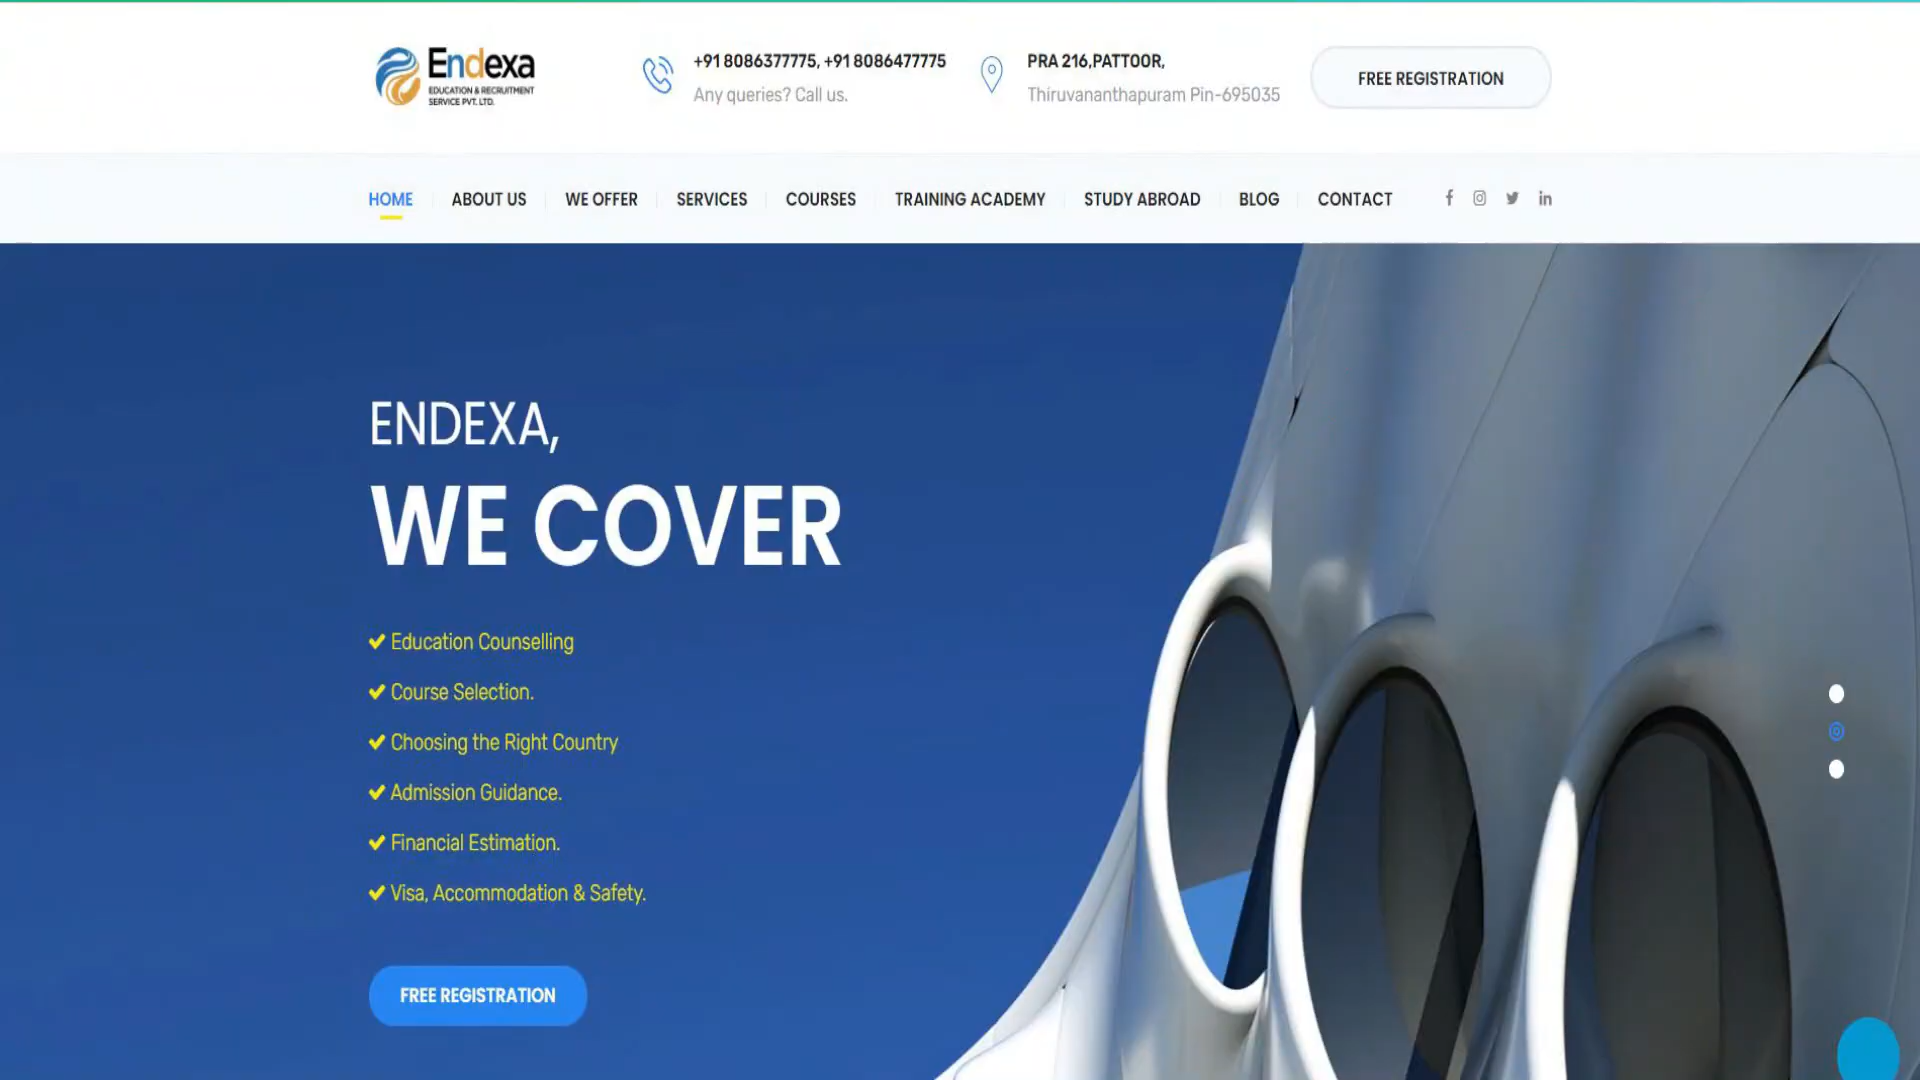 Endexa
EDUCATION & RECRUITMENT
SERVICE PVT. LTD.
+91 8086377775, +91 8086477775
Any queries? Call us.
PRA 216,PATTOOR,
Thiruvananthapuram Pin-695035
FREE REGISTRATION
HOME
ABOUT US
WE OFFER
SERVICES
COURSES
TRAINING ACADEMY
STUDY ABROAD
BLOG
CONTACT
ENDEXA,
WE COVER
Education Counselling
Course Selection.
Choosing the Right Country
Admission Guidance.
Financial Estimation.
Visa, Accommodation & Safety.
FREE REGISTRATION